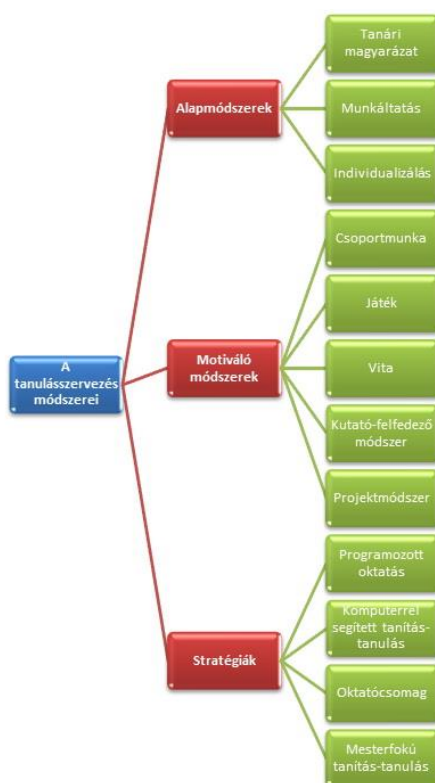 A
tanulásszervezés
módszerei
Alapmódszerek
Tanári
magyarázat
Munkáltatás
Individualizálás
Motiváló
módszerek
Csoportmunka
Játék
Vita
Kutató-felfedező
módszer
Projektmódszer
Stratégiák
Programozott
oktatás
Komputerrel
segített tanítás-
tanulás
Oktatócsomag
Mesterfokú
tanítás-tanulás